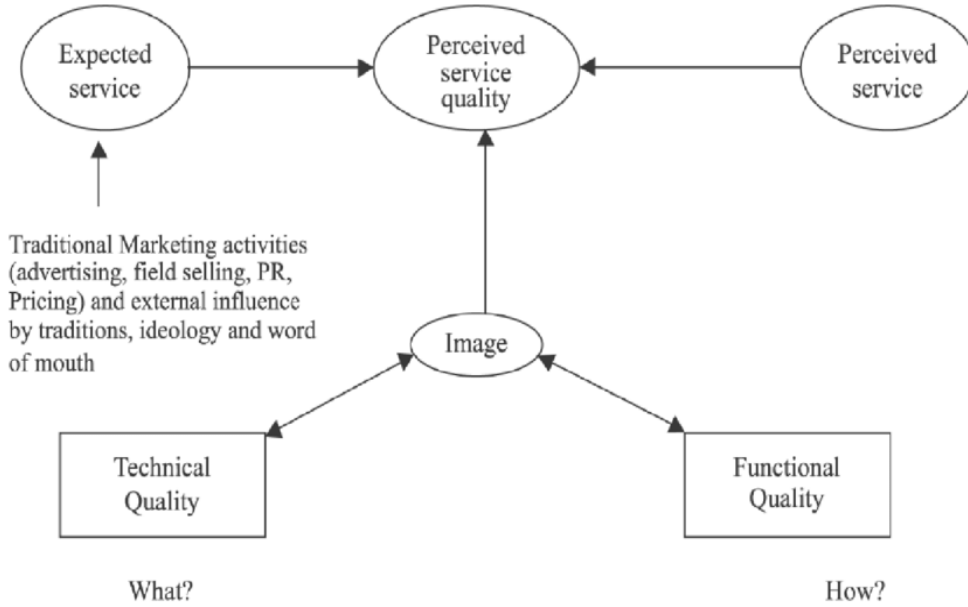 Expected
service
Perceived
service
quality
Perceived
service
Traditional Marketing activities
(advertising, field selling, PR,
Pricing) and external influence
by traditions, ideology and word
of mouth
Image
Technical
Quality
Functional
Quality
What?
How?